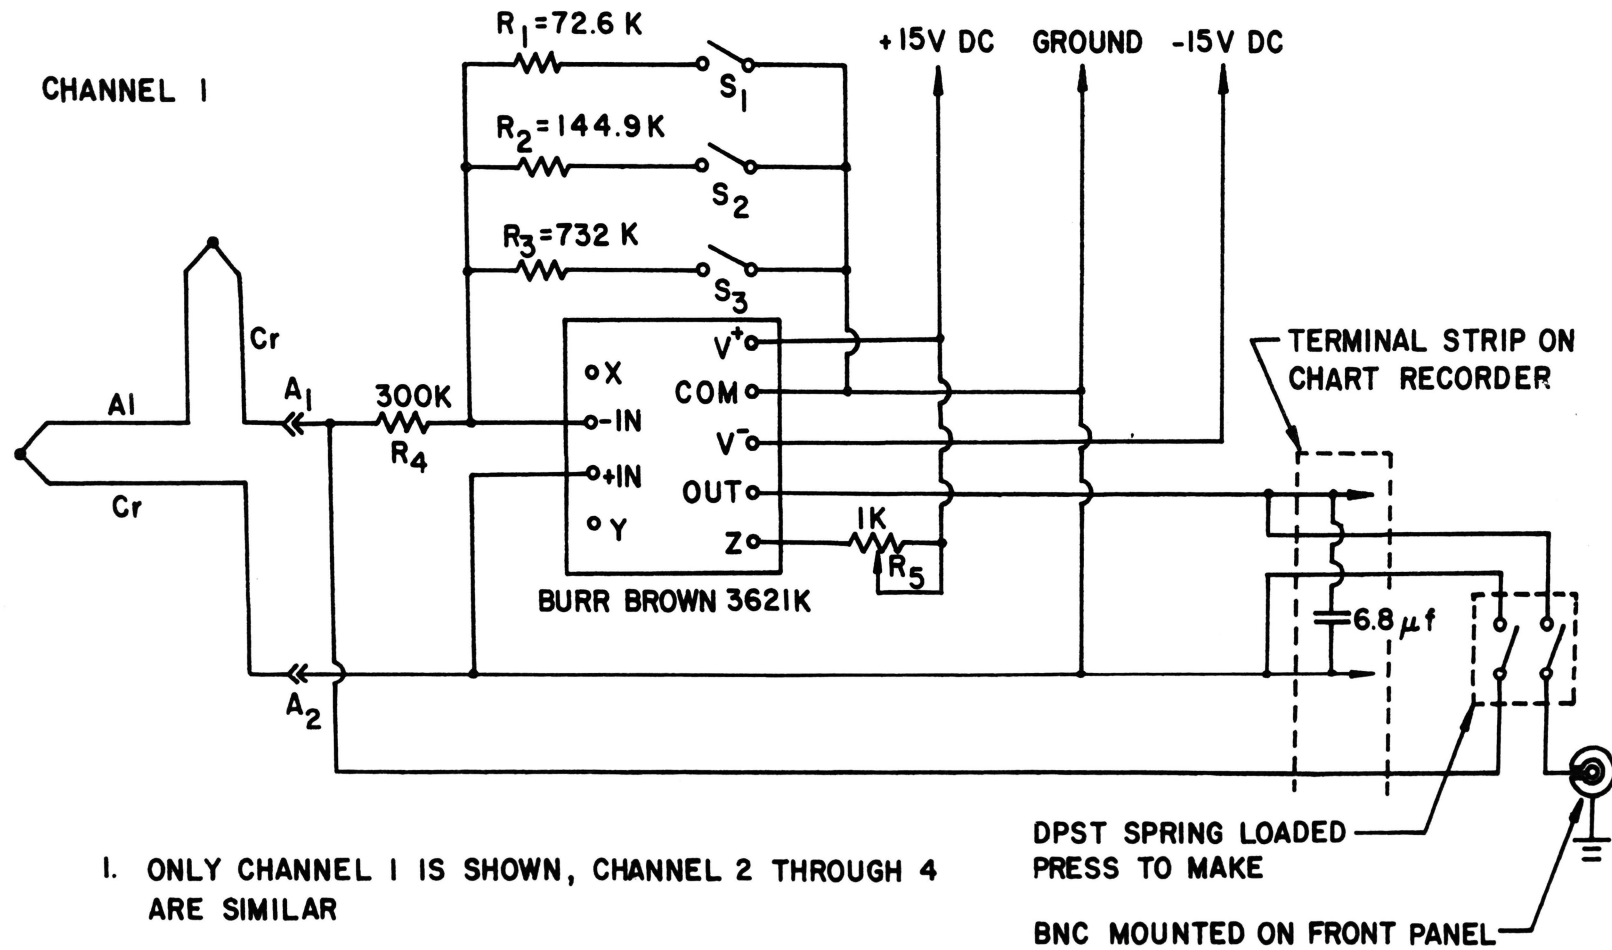 CHANNEL 1
R1=72.6 K
S1
R2=144.9 K
S2
R3=732 K
S3
+15V DC
GROUND
-15V DC
Cr
Al
Cr
A1
300K
R4
A2
X
-IN
+IN
Y
V+
COM
V-
OUT
Z
1K
R5
BURR BROWN 3621K
TERMINAL STRIP ON
CHART RECORDER
6.8 μf
DPST SPRING LOADED
PRESS TO MAKE
BNC MOUNTED ON FRONT PANEL
1. ONLY CHANNEL 1 IS SHOWN, CHANNEL 2 THROUGH 4
ARE SIMILAR